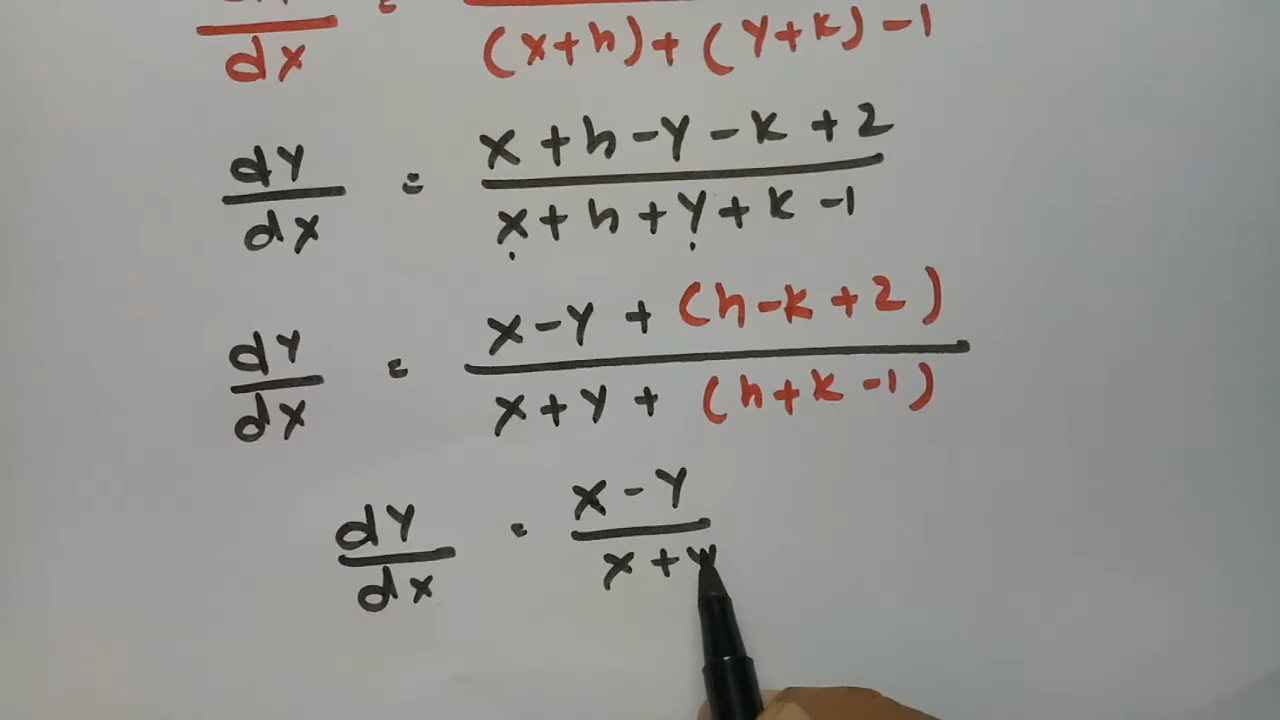 dx = (x+h)+(y+k)-1
dy/dx = x+h-y-k+2 / x+h+y+k-1
dy/dx = x-y+(h-k+2) / x+y+(h+k-1)
dy/dx = x-y / x+y